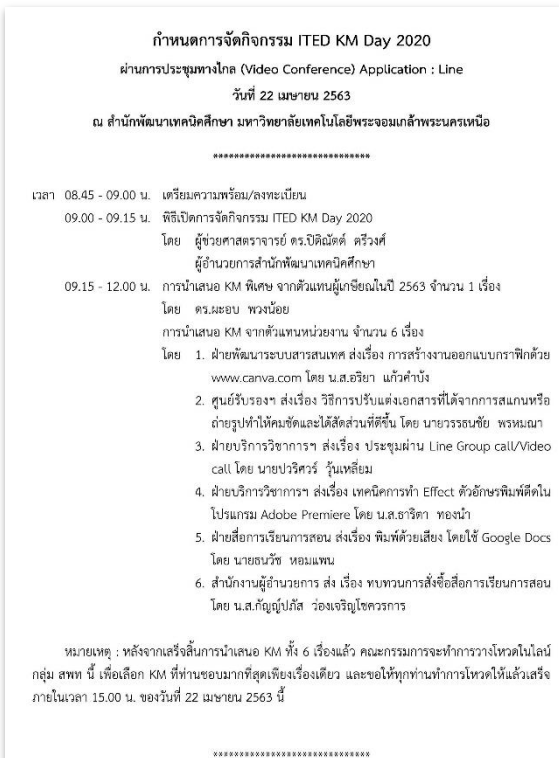 กำหนดการจัดกิจกรรม ITED KM Day 2020
ผ่านการประชุมทางไกล (Video Conference) Application : Line
วันที่ 22 เมษายน 2563
ณ สำนักพัฒนาเทคนิคศึกษา มหาวิทยาลัยเทคโนโลยีพระจอมเกล้าพระนครเหนือ
******************************
เวลา 08.45 - 09.00 น. เตรียมความพร้อม/ลงทะเบียน
09.00 - 09.15 น. พิธีเปิดการจัดกิจกรรม ITED KM Day 2020
โดย ผู้ช่วยศาสตราจารย์ ดร.ปิติณัตต์ ตรีวงศ์
ผู้อำนวยการสำนักพัฒนาเทคนิคศึกษา
09.15 - 12.00 น. การนำเสนอ KM พิเศษ จากตัวแทนผู้เกษียณในปี 2563 จำนวน 1 เรื่อง
โดย ดร.ผะอบ พวงน้อย
การนำเสนอ KM จากตัวแทนหน่วยงาน จำนวน 6 เรื่อง
โดย 1. ฝ่ายพัฒนาระบบสารสนเทศ ส่งเรื่อง การสร้างงานออกแบบกราฟิกด้วย
www.canva.com โดย น.ส.อริยา แก้วคำบ้ง
2. ศูนย์รับรองฯ ส่งเรื่อง วิธีการปรับแต่งเอกสารที่ได้จากการสแกนหรือ
ถ่ายรูปทำให้คมชัดและได้สัดส่วนที่ดีขึ้น โดย นายวรรธนชัย พรหมณา
3. ฝ่ายบริการวิชาการฯ ส่งเรื่อง ประชุมผ่าน Line Group call/Video
call โดย นายปวริศวร์ วุ้นเหลี่ยม
4. ฝ่ายบริการวิชาการฯ ส่งเรื่อง เทคนิคการทำ Effect ตัวอักษรพิมพ์ดีดใน
โปรแกรม Adobe Premiere โดย น.ส.ธาริตา ทองนำ
5. ฝ่ายสื่อการเรียนการสอน ส่งเรื่อง พิมพ์ด้วยเสียง โดยใช้ Google Docs
โดย นายธนวัช หอมแพน
6. สำนักงานผู้อำนวยการ ส่ง เรื่อง ทบทวนการสั่งซื้อสื่อการเรียนการสอน
โดย น.ส.กัญญ์ปภัส ว่องเจริญโชควรการ
หมายเหตุ : หลังจากเสร็จสิ้นการนำเสนอ KM ทั้ง 6 เรื่องแล้ว คณะกรรมการจะทำการวางโหวดในไลน์
กลุ่ม สพท นี้ เพื่อเลือก KM ที่ท่านชอบมากที่สุดเพียงเรื่องเดียว และขอให้ทุกท่านทำการโหวดให้แล้วเสร็จ
ภายในเวลา 15.00 น. ของวันที่ 22 เมษายน 2563 นี้
******************************